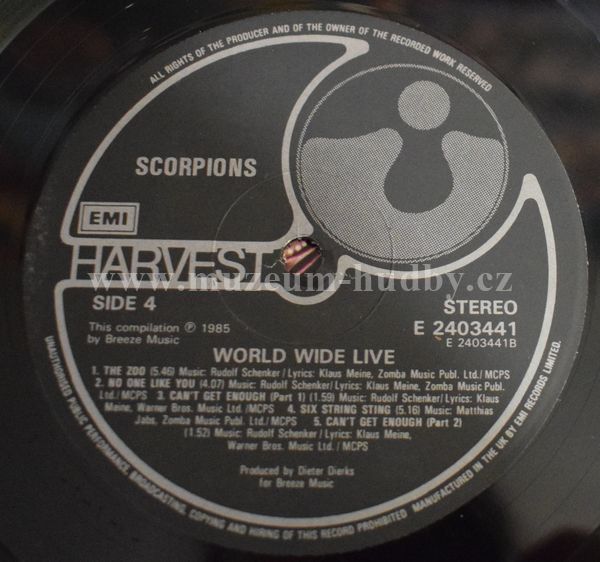 ALL RIGHTS OF THE PRODUCER AND OF THE OWNER OF THE RECORDED WORK RESERVED
SCORPIONS
EMI
HARVEST
www.muzeum-hudby.cz
SIDE 4
STEREO
E 2403441
E 2403441B
This compilation ℗ 1985
by Breeze Music
WORLD WIDE LIVE
1. THE ZOO (5.46) Music: Rudolf Schenker/Lyrics: Klaus Meine, Zomba Music Publ. Ltd./MCPS
2. NO ONE LIKE YOU (4.07) Music: Rudolf Schenker/Lyrics: Klaus Meine, Zomba Music Publ.
Ltd./MCPS 3. CAN'T GET ENOUGH (Part 1) (1.59) Music: Rudolf Schenker/Lyrics: Klaus
Meine, Warner Bros. Music Ltd/MCPS 4. SIX STRING STING (5.16) Music: Matthias
Jabs, Zomba Music Publ. Ltd/MCPS 5. CAN'T GET ENOUGH (Part 2)
(1.52) Music: Rudolf Schenker/Lyrics: Klaus Meine,
Warner Bros. Music Ltd./MCPS
Produced by Dieter Dierks
for Breeze Music
UNAUTHORISED PUBLIC PERFORMANCE, BROADCASTING, COPYING AND HIRING OF THIS RECORD PROHIBITED MANUFACTURED IN THE UK BY EMI RECORDS LIMITED.